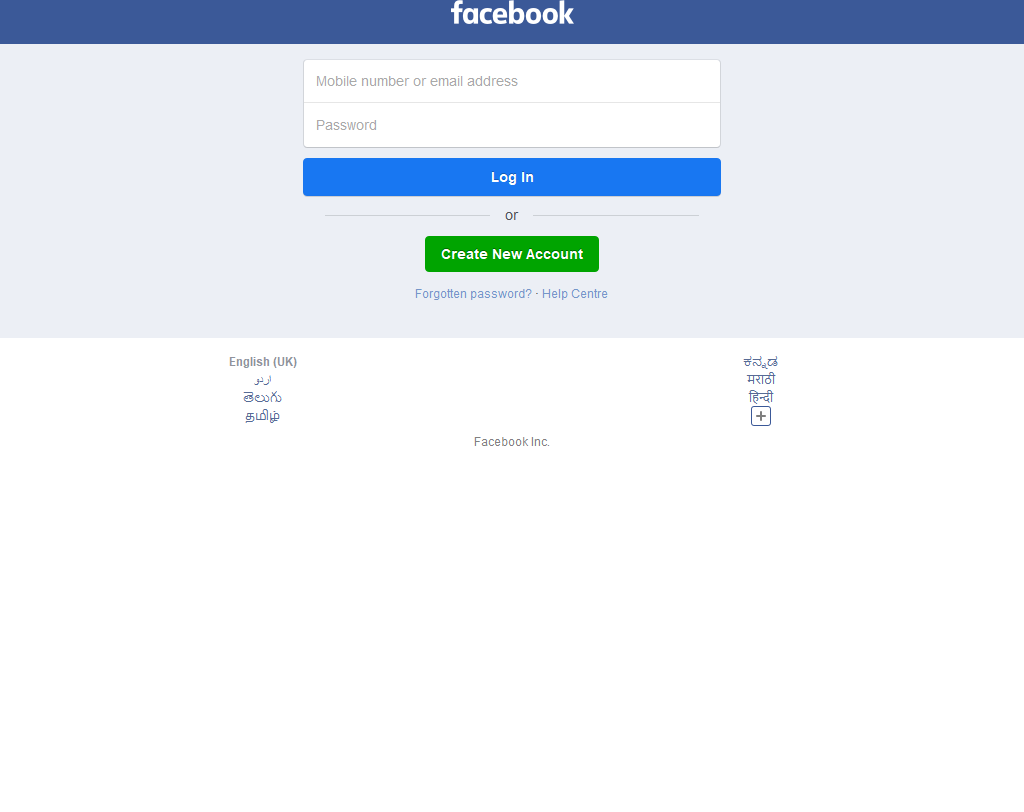 facebook
Mobile number or email address
Password
Log In
or
Create New Account
Forgotten password? · Help Centre
English (UK)
اردو
తెలుగు
தமிழ்
ಕನ್ನಡ
मराठी
हिन्दी
Facebook Inc.